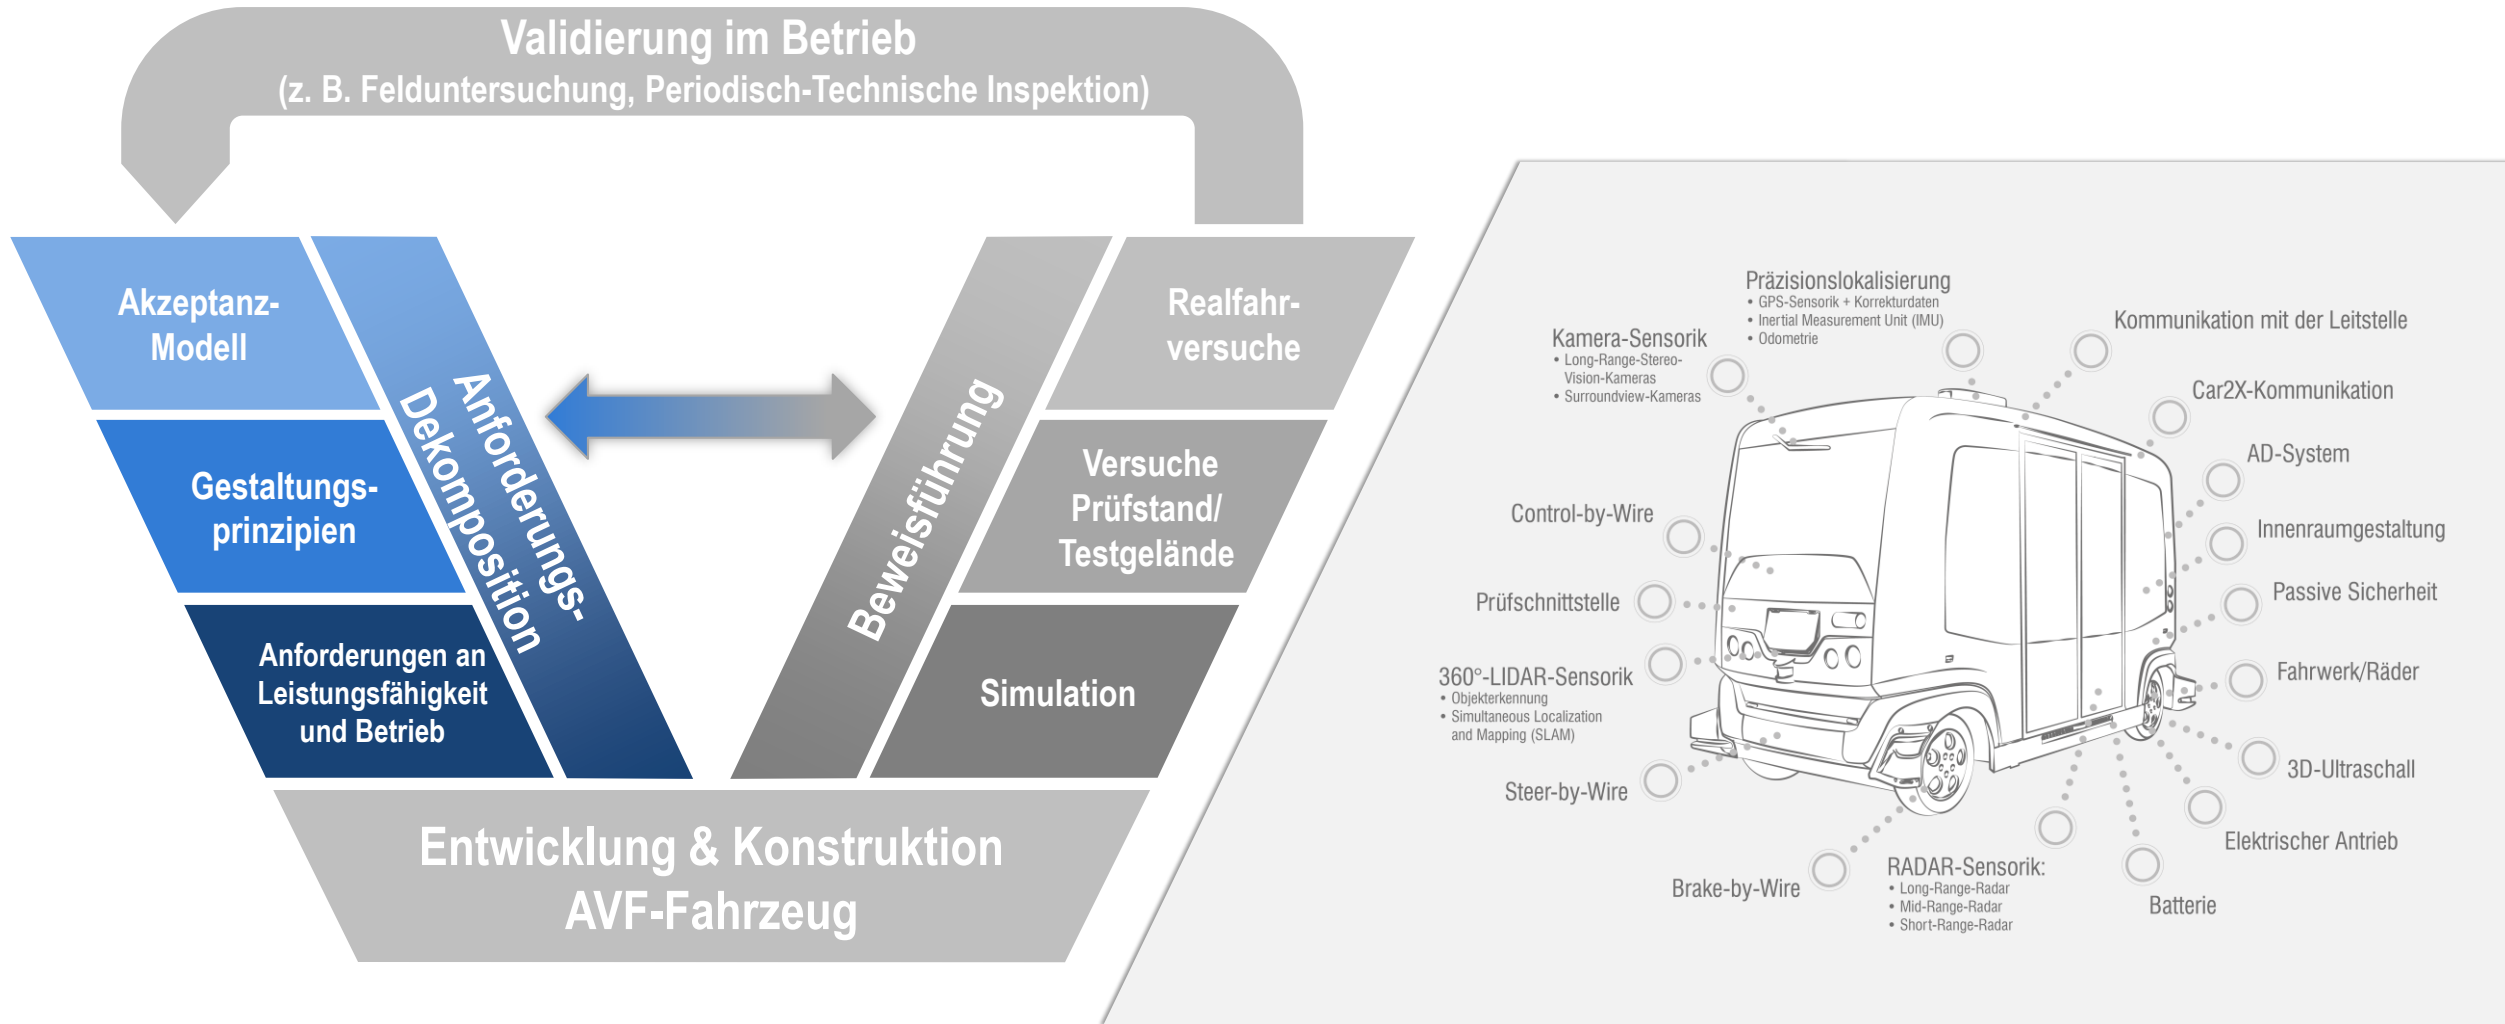 Validierung im Betrieb
(z. B. Felduntersuchung, Periodisch-Technische Inspektion)
Akzeptanz-
Modell
Gestaltungs-
prinzipien
Anforderungen an
Leistungsfähigkeit
und Betrieb
Anforderungs-
Dekomposition
Beweisführung
Realfahr-
versuche
Versuche
Prüfstand/
Testgelände
Simulation
Entwicklung & Konstruktion
AVF-Fahrzeug
Präzisionslokalisierung
• GPS-Sensorik + Korrekturdaten
• Inertial Measurement Unit (IMU)
• Odometrie
Kamera-Sensorik
• Long-Range-Stereo-
Vision-Kameras
• Surroundview-Kameras
Control-by-Wire
Prüfschnittstelle
360°-LIDAR-Sensorik
• Objekterkennung
• Simultaneous Localization
and Mapping (SLAM)
Steer-by-Wire
Brake-by-Wire
RADAR-Sensorik:
• Long-Range-Radar
• Mid-Range-Radar
• Short-Range-Radar
Kommunikation mit der Leitstelle
Car2X-Kommunikation
AD-System
Innenraumgestaltung
Passive Sicherheit
Fahrwerk/Räder
3D-Ultraschall
Elektrischer Antrieb
Batterie